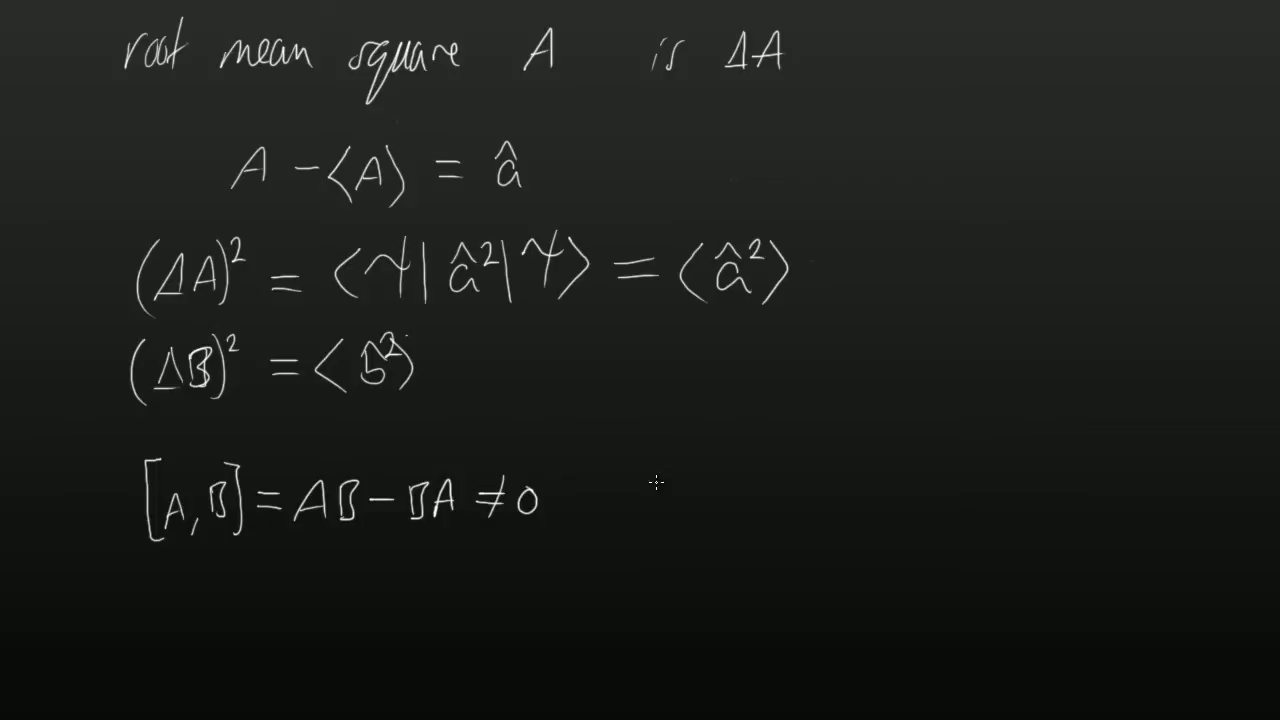 root mean square A is ΔA
A - ⟨A⟩ = â
(ΔA)² = ⟨ψ| â² |ψ⟩ = ⟨â²⟩
(ΔB)² = ⟨b̂²⟩
[A, B] = AB - BA ≠ 0